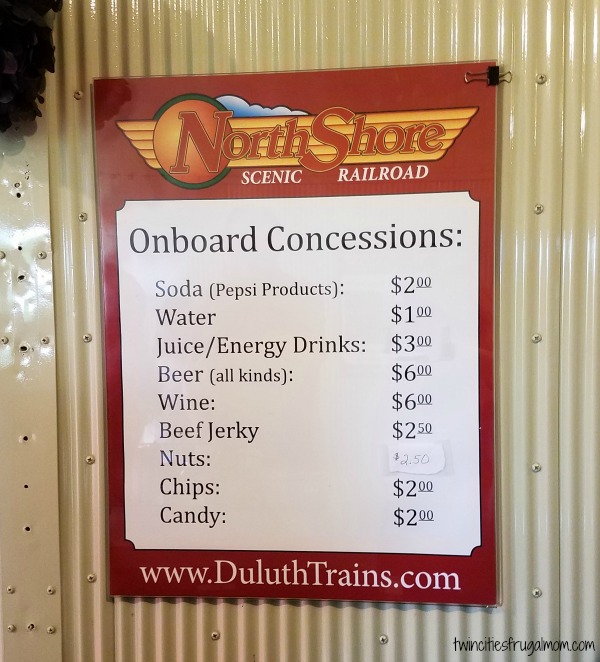 NorthShore
SCENIC RAILROAD
Onboard Concessions:
Soda (Pepsi Products): $2.00
Water $1.00
Juice/Energy Drinks: $3.00
Beer (all kinds): $6.00
Wine: $6.00
Beef Jerky $2.50
Nuts: $2.50
Chips: $2.00
Candy: $2.00
www.DuluthTrains.com
twincitiesfrugalmom.com